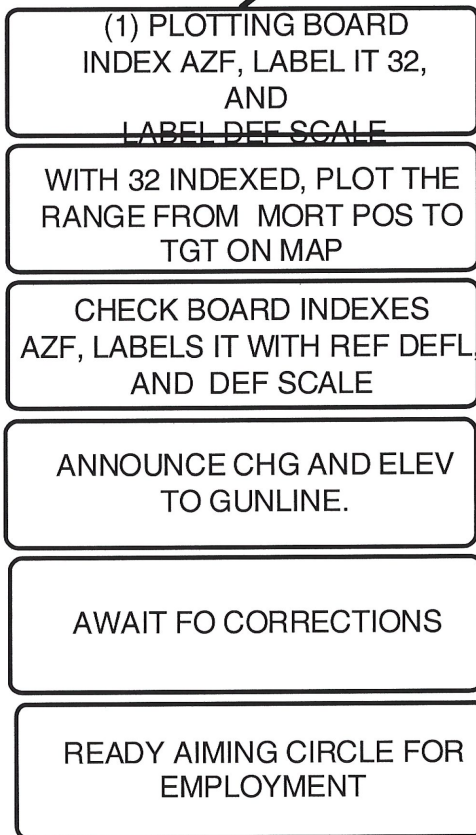 (1) PLOTTING BOARD
INDEX AZF, LABEL IT 32,
AND
LABEL DEF SCALE
WITH 32 INDEXED, PLOT THE
RANGE FROM MORT POS TO
TGT ON MAP
CHECK BOARD INDEXES
AZF, LABELS IT WITH REF DEFL,
AND DEF SCALE
ANNOUNCE CHG AND ELEV
TO GUNLINE.
AWAIT FO CORRECTIONS
READY AIMING CIRCLE FOR
EMPLOYMENT